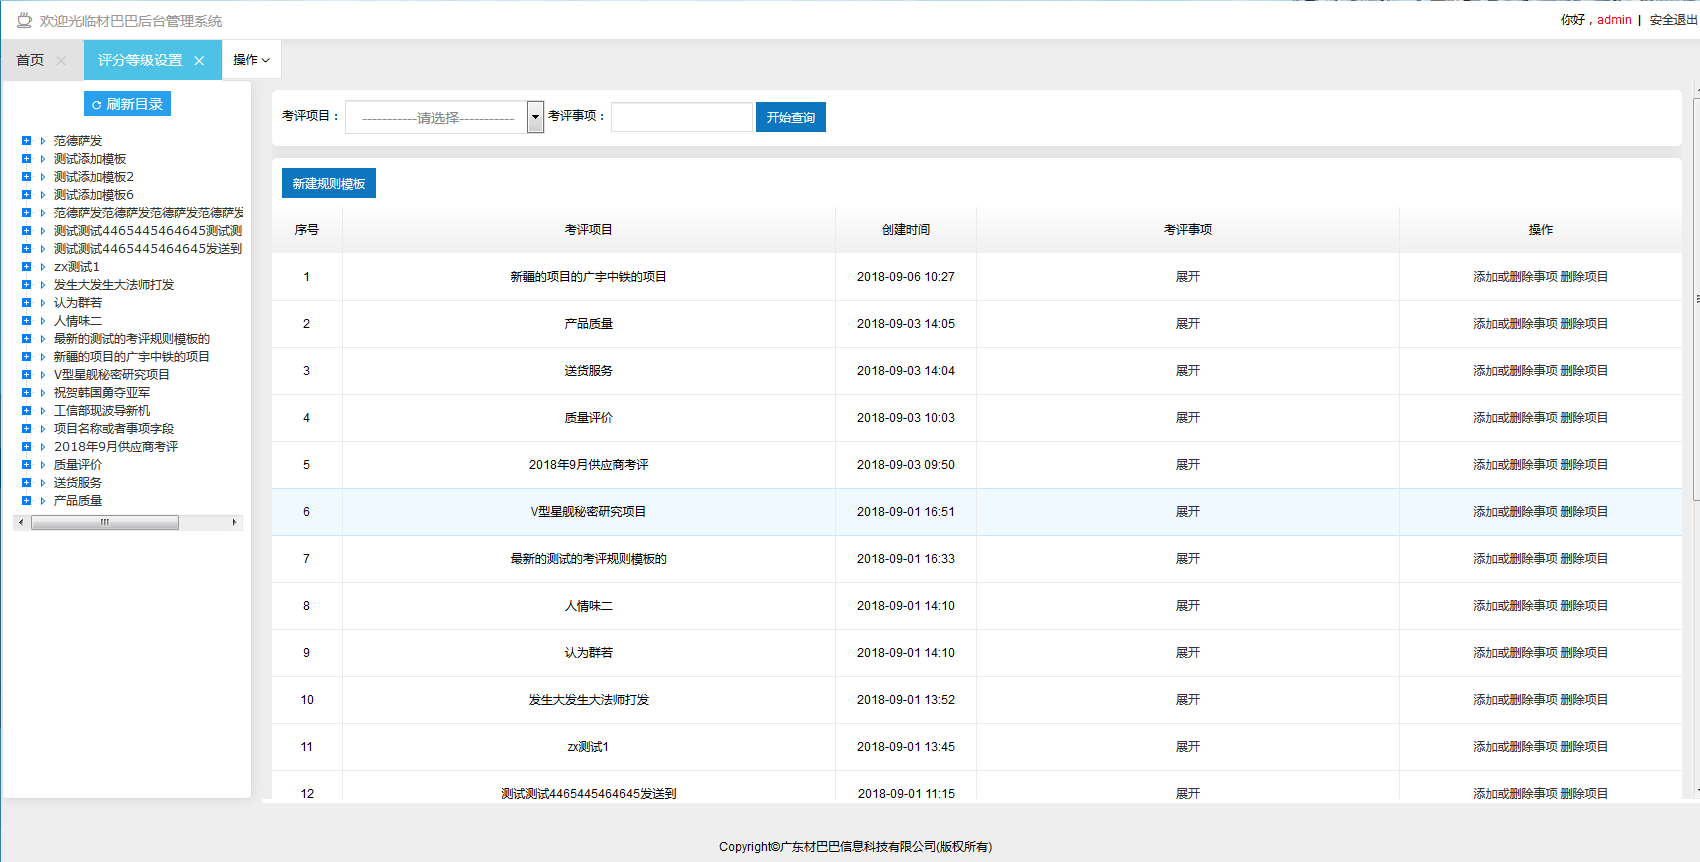 欢迎光临材巴巴后台管理系统
你好，admin | 安全退出
首页 评分等级设置 操作
刷新目录
范德萨发
测试添加模板
测试添加模板2
测试添加模板6
范德萨发范德萨发范德萨发范德萨发
测试测试4465445464645测试测
测试测试4465445464645发送到
zx测试1
发生大发生大法师打发
认为群若
人情味二
最新的测试的考评规则模板的
新疆的项目的广宇中铁的项目
V型星舰秘密研究项目
祝贺韩国勇夺亚军
工信部现波导新机
项目名称或者事项字段
2018年9月供应商考评
质量评价
送货服务
产品质量
考评项目： -----------请选择----------- 考评事项： 开始查询
新建规则模板
序号 考评项目 创建时间 考评事项 操作
1 新疆的项目的广宇中铁的项目 2018-09-06 10:27 展开 添加或删除事项 删除项目
2 产品质量 2018-09-03 14:05 展开 添加或删除事项 删除项目
3 送货服务 2018-09-03 14:04 展开 添加或删除事项 删除项目
4 质量评价 2018-09-03 10:03 展开 添加或删除事项 删除项目
5 2018年9月供应商考评 2018-09-03 09:50 展开 添加或删除事项 删除项目
6 V型星舰秘密研究项目 2018-09-01 16:51 展开 添加或删除事项 删除项目
7 最新的测试的考评规则模板的 2018-09-01 16:33 展开 添加或删除事项 删除项目
8 人情味二 2018-09-01 14:10 展开 添加或删除事项 删除项目
9 认为群若 2018-09-01 14:10 展开 添加或删除事项 删除项目
10 发生大发生大法师打发 2018-09-01 13:52 展开 添加或删除事项 删除项目
11 zx测试1 2018-09-01 13:45 展开 添加或删除事项 删除项目
12 测试测试4465445464645发送到 2018-09-01 11:15 展开 添加或删除事项 删除项目
Copyright©广东材巴巴信息科技有限公司(版权所有)